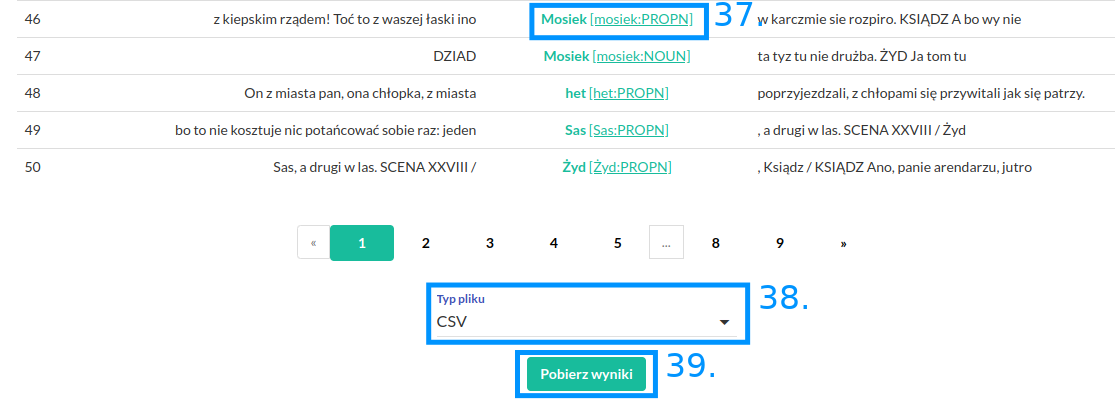 46 z kiepskim rządem! Toć to z waszej łaski ino Mosiek [mosiek:PROPN] w karczmie sie rozpiro. KSIĄDZ A bo wy nie 37.
47 DZIAD Mosiek [mosiek:NOUN] ta tyz tu nie drużba. ŻYD Ja tom tu
48 On z miasta pan, ona chłopka, z miasta het [het:PROPN] poprzyjezdzali, z chłopami się przywitali jak się patrzy.
49 bo to nie kosztuje nic potańcować sobie raz: jeden Sas [Sas:PROPN] , a drugi w las. SCENA XXVIII / Żyd
50 Sas, a drugi w las. SCENA XXVIII / Żyd [Żyd:PROPN] , Ksiądz / KSIĄDZ Ano, panie arendarzu, jutro
« 1 2 3 4 5 ... 8 9 »
Typ pliku
CSV
38.
Pobierz wyniki 39.